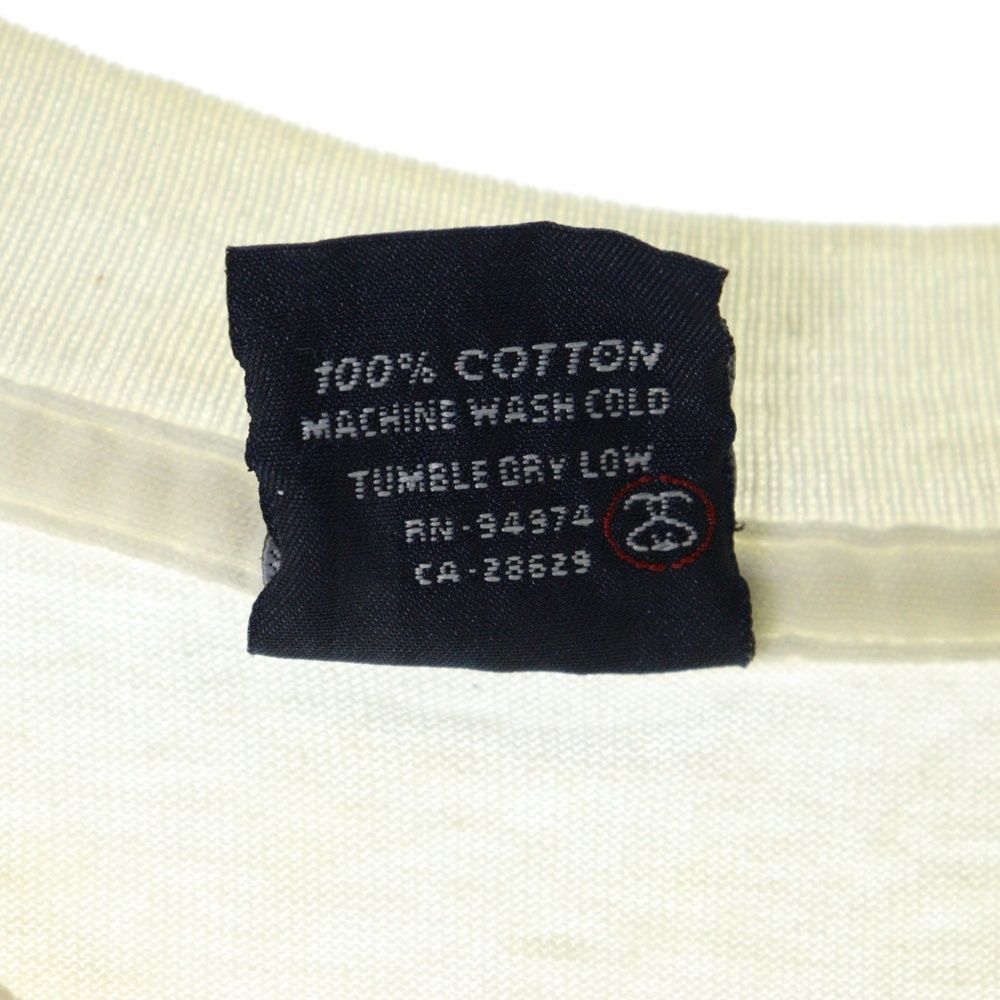 100% COTTON
MACHINE WASH COLD
TUMBLE DRY LOW
RN-94974
CA-28629